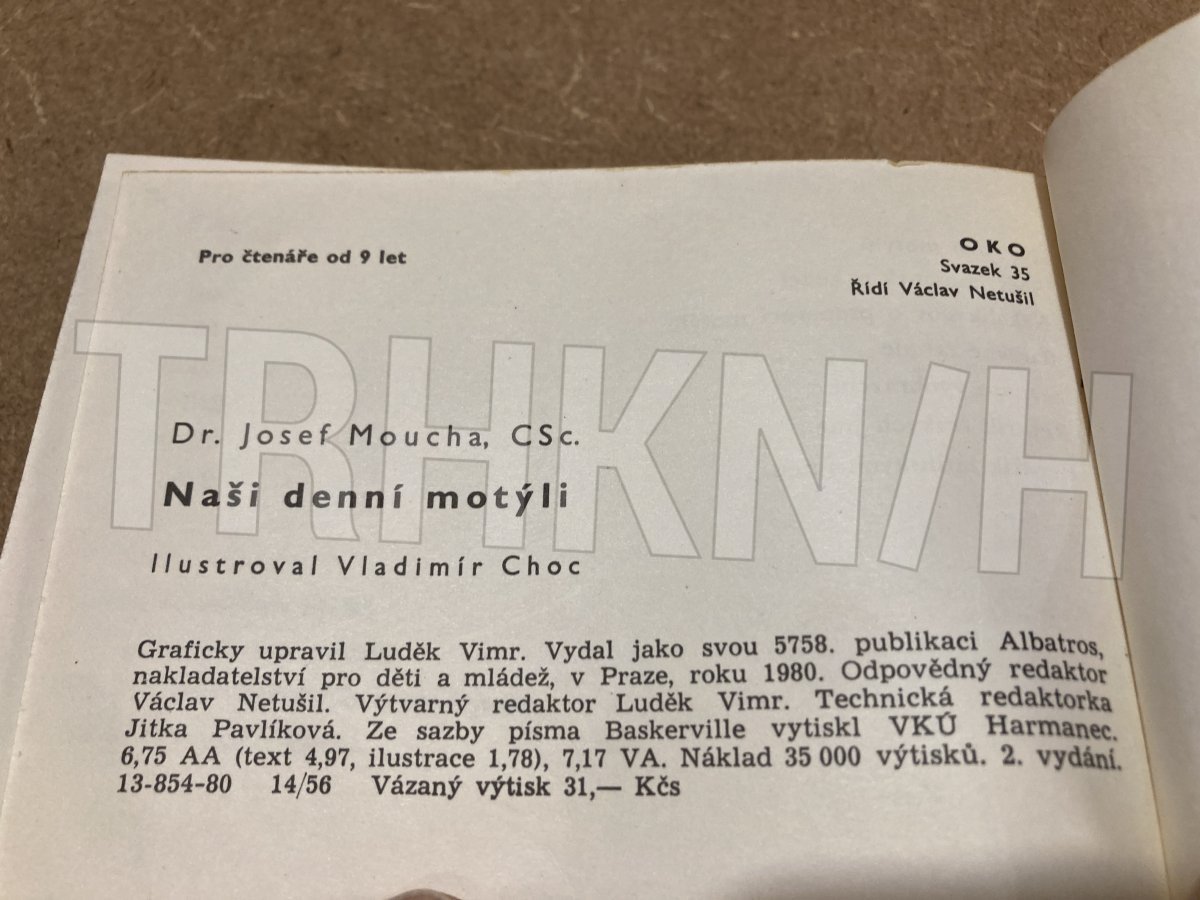 Pro čtenáře od 9 let
OKO
Svazek 35
Řídí Václav Netušil
TRHKN/H
Dr. Josef Moucha, CSc.
Naši denní motýli
Ilustroval Vladimír Choc
Graficky upravil Luděk Vimr. Vydal jako svou 5758. publikaci Albatros,
nakladatelství pro děti a mládež, v Praze, roku 1980. Odpovědný redaktor
Václav Netušil. Výtvarný redaktor Luděk Vimr. Technická redaktorka
Jitka Pavlíková. Ze sazby písma Baskerville vytiskl VKÚ Harmanec.
6,75 AA (text 4,97, ilustrace 1,78), 7,17 VA. Náklad 35 000 výtisků. 2. vydání.
13-854-80 14/56 Vázaný výtisk 31,— Kčs